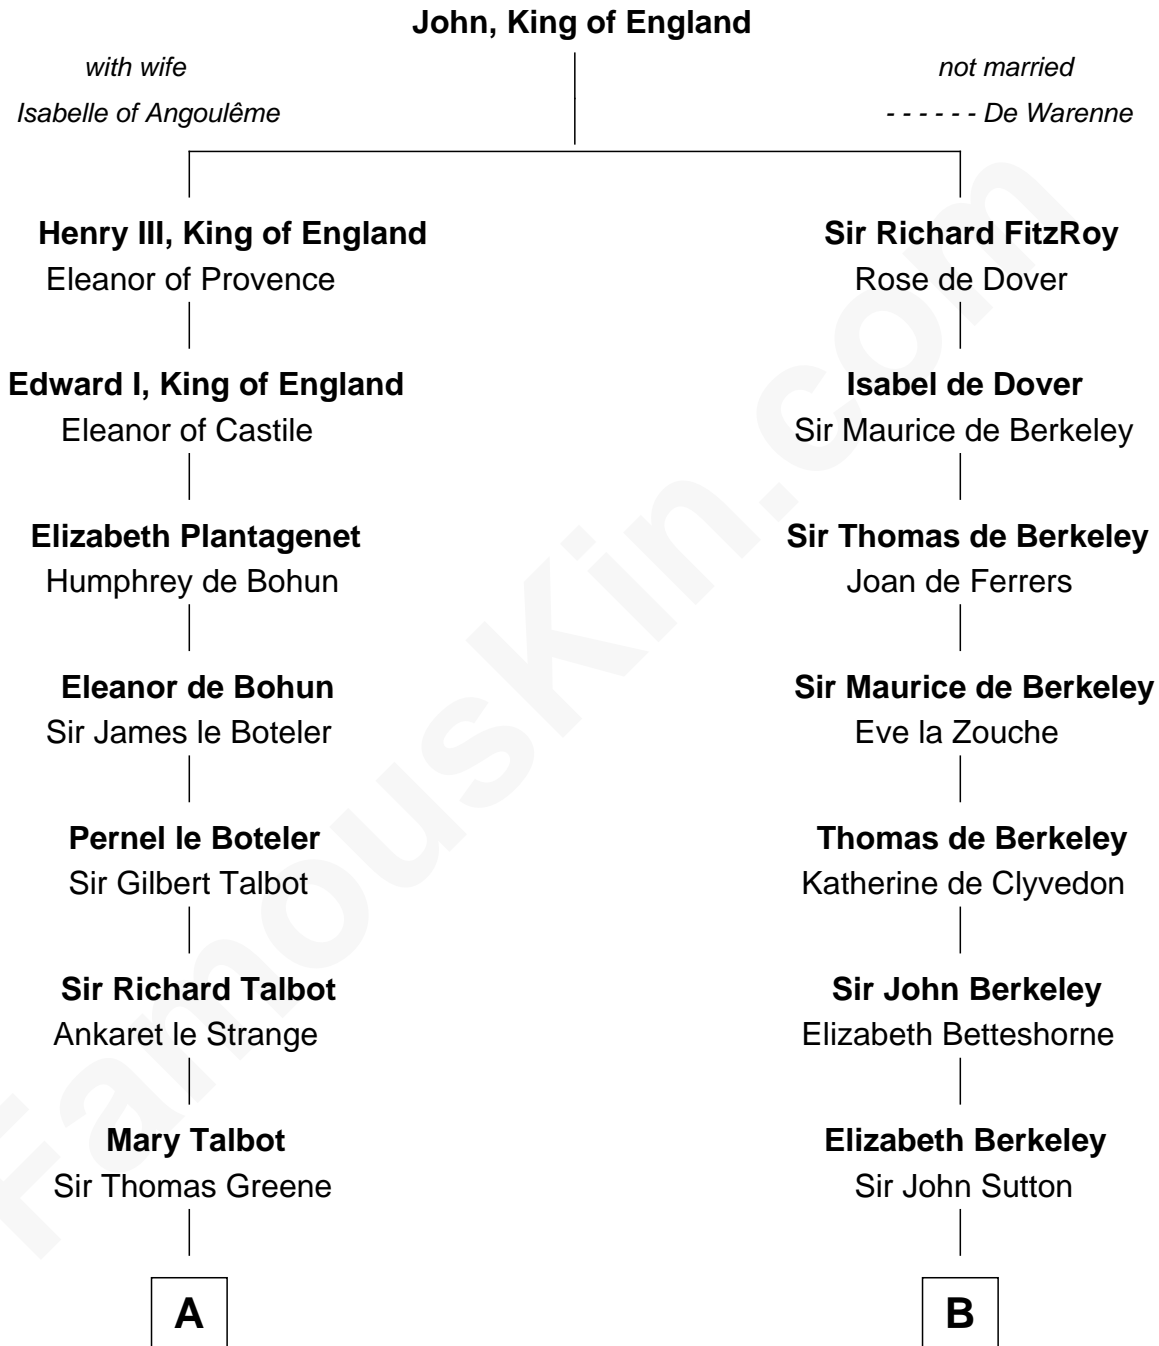 John, King of England
with wife
Isabelle of Angoulême
not married
- - - - - - De Warenne
Henry III, King of England
Eleanor of Provence
Sir Richard FitzRoy
Rose de Dover
Edward I, King of England
Eleanor of Castile
Isabel de Dover
Sir Maurice de Berkeley
Elizabeth Plantagenet
Humphrey de Bohun
Sir Thomas de Berkeley
Joan de Ferrers
Eleanor de Bohun
Sir James le Boteler
Sir Maurice de Berkeley
Eve la Zouche
Pernel le Boteler
Sir Gilbert Talbot
Thomas de Berkeley
Katherine de Clyvedon
Sir Richard Talbot
Ankaret le Strange
Sir John Berkeley
Elizabeth Betteshorne
Mary Talbot
Sir Thomas Greene
Elizabeth Berkeley
Sir John Sutton
A
B
FamousKin.com